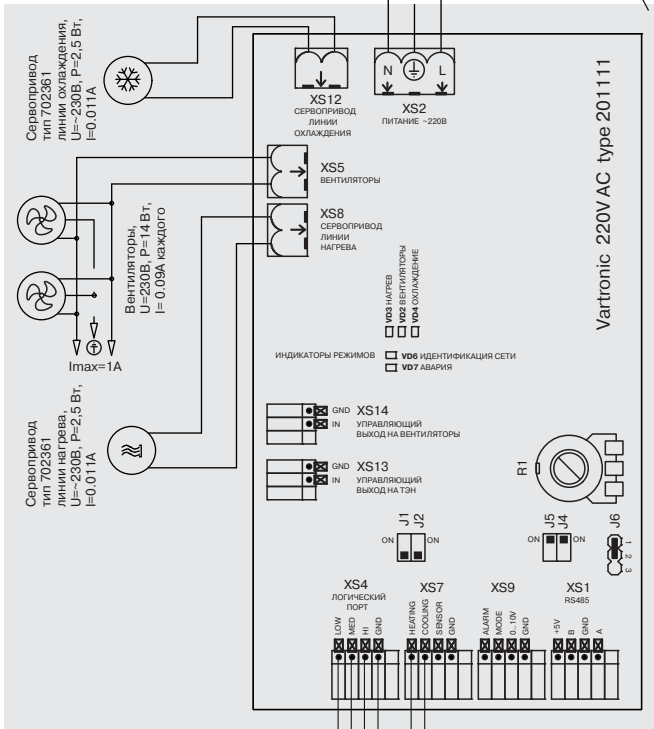 Сервопривод
тип 702361
линии охлаждения,
U=~230В, P=2,5 Вт,
I=0.011А
XS12
СЕРВОПРИВОД
ЛИНИИ
ОХЛАЖДЕНИЯ
N
L
XS2
ПИТАНИЕ ~220В
Vartronic 220V AC type 201111
XS5
ВЕНТИЛЯТОРЫ
XS8
СЕРВОПРИВОД
ЛИНИИ
НАГРЕВА
Вентиляторы,
U=230В, P=14 Вт,
I= 0.09А каждого
Imax=1A
VD3 НАГРЕВ
VD2 ВЕНТИЛЯТОРЫ
VD4 ОХЛАЖДЕНИЕ
ИНДИКАТОРЫ РЕЖИМОВ
VD6 ИДЕНТИФИКАЦИЯ СЕТИ
VD7 АВАРИЯ
Сервопривод
тип 702361
линии нагрева,
U=~230В, P=2,5 Вт,
I=0.011А
GND
IN
XS14
УПРАВЛЯЮЩИЙ
ВЫХОД НА ВЕНТИЛЯТОРЫ
GND
IN
XS13
УПРАВЛЯЮЩИЙ
ВЫХОД НА ТЭН
R1
J1
J2
ON
ON
J5
J4
ON
ON
J6
1
2
3
XS4
ЛОГИЧЕСКИЙ
ПОРТ
LOW
MED
HI
GND
XS7
HEATING
COOLING
SENSOR
GND
XS9
ALARM
MODE
0...10V
GND
XS1
RS485
+5V
B
GND
A